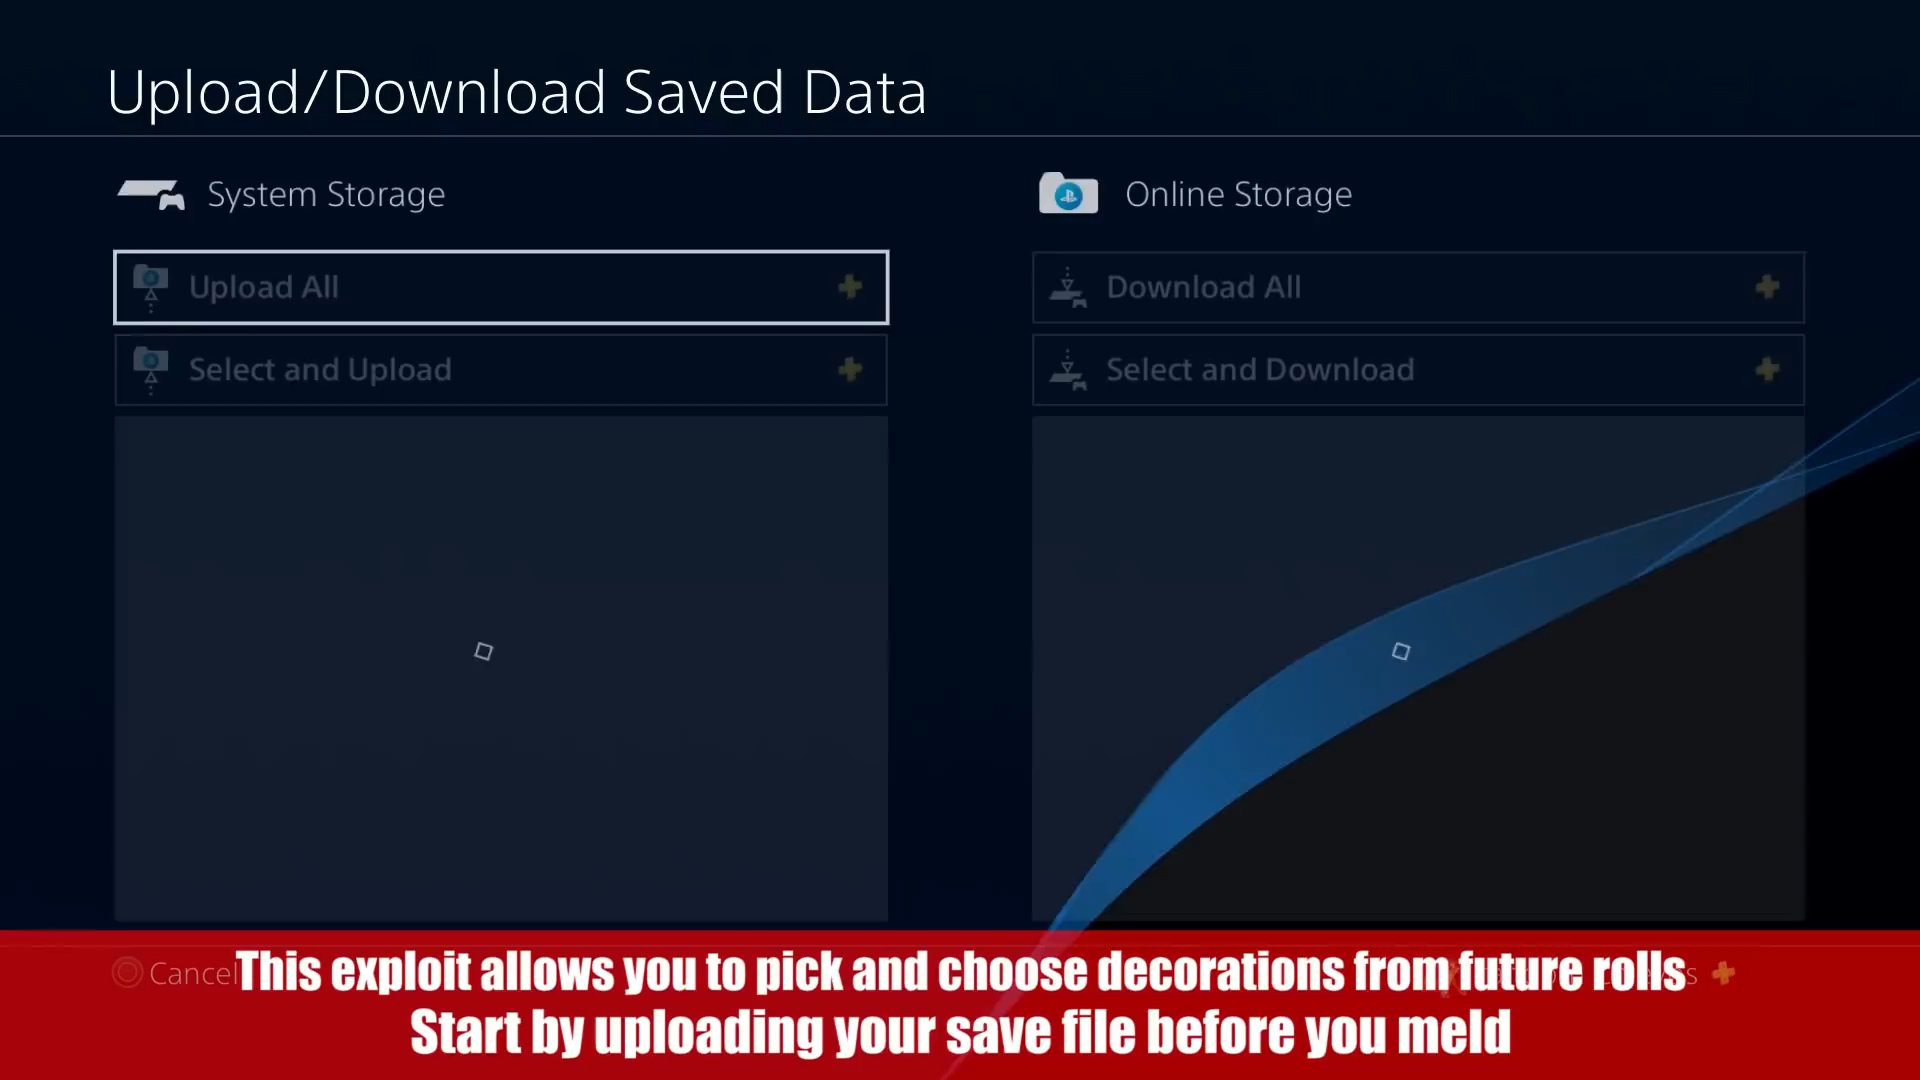 Upload/Download Saved Data
System Storage
Online Storage
Upload All
Download All
Select and Upload
Select and Download
Cancel
This exploit allows you to pick and choose decorations from future rolls
Start by uploading your save file before you meld